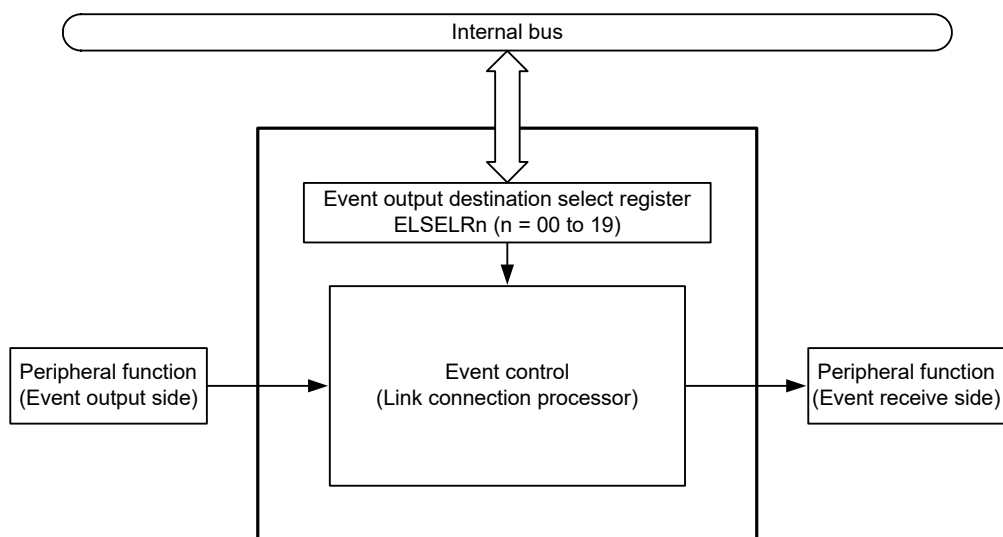 Internal bus
Event output destination select register
ELSELRn (n = 00 to 19)
Peripheral function
(Event output side)
Event control
(Link connection processor)
Peripheral function
(Event receive side)